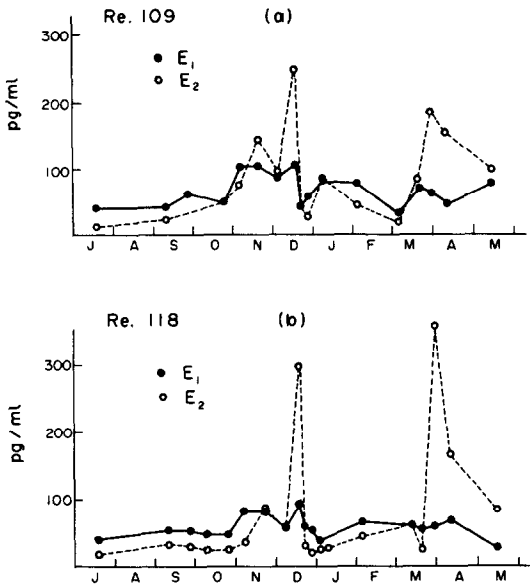 Re. 109 (a)
300
200
100
pg/ml
● E₁
○ E₂
J A S O N D J F M A M
Re. 118 (b)
300
200
100
pg/ml
● E₁
○ E₂
J A S O N D J F M A M